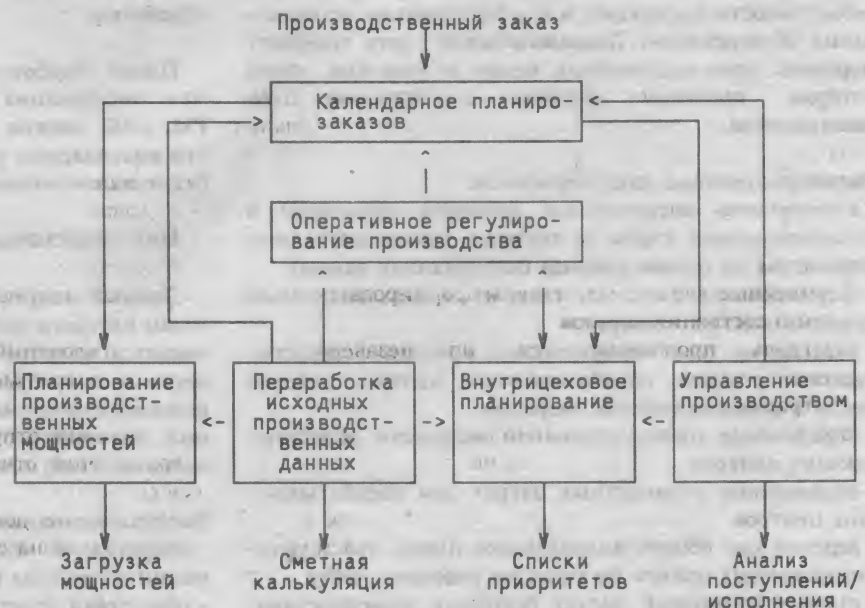 Производственный заказ
Календарное планиро-
заказов
Оперативное регулиро-
вание производства
Планирование
производст-
венных
мощностей
Переработка
исходных
производст-
венных
данных
Внутрицеховое
планирование
Управление
производством
Загрузка
мощностей
Сметная
калькуляция
Списки
приоритетов
Анализ
поступлений/
исполнения